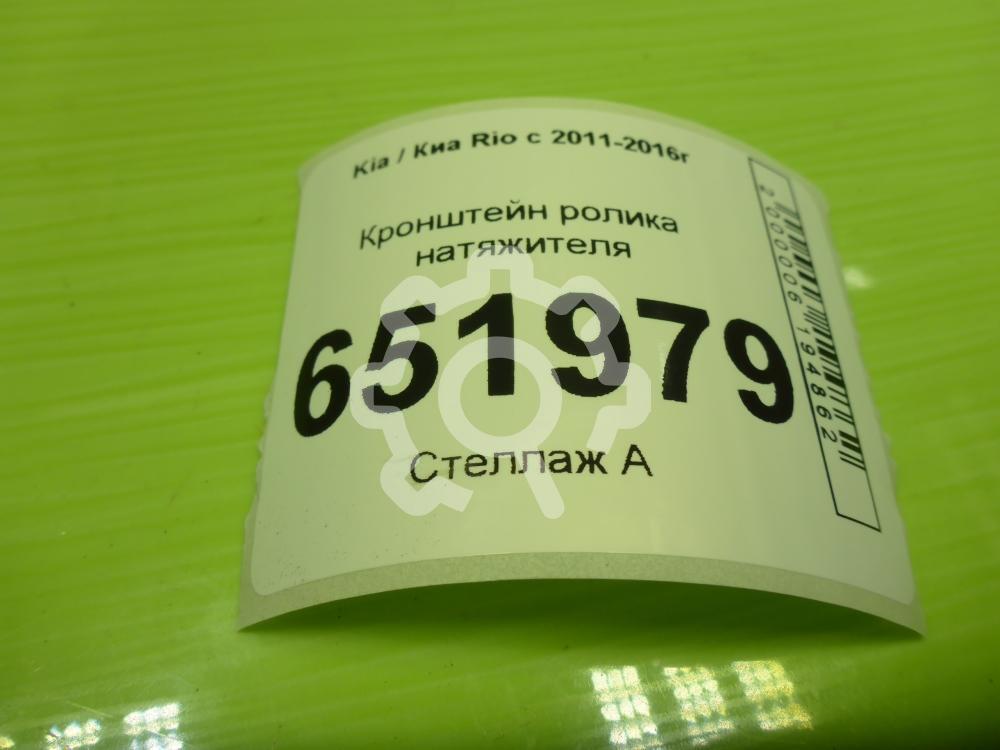 Kia / Киа Rio с 2011-2016г
Кронштейн ролика
натяжителя
651979
Стеллаж А
2000006194862